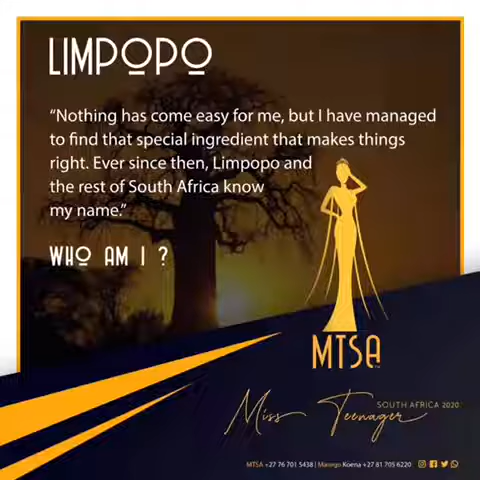 LIMPOPO
“Nothing has come easy for me, but I have managed
to find that special ingredient that makes things
right. Ever since then, Limpopo and
the rest of South Africa know
my name.”
WHO AM I ?
MTSA
SOUTH AFRICA 2020
Miss Teenager
MTSA +27 76 701 5438 | Masego Koena +27 81 705 6220